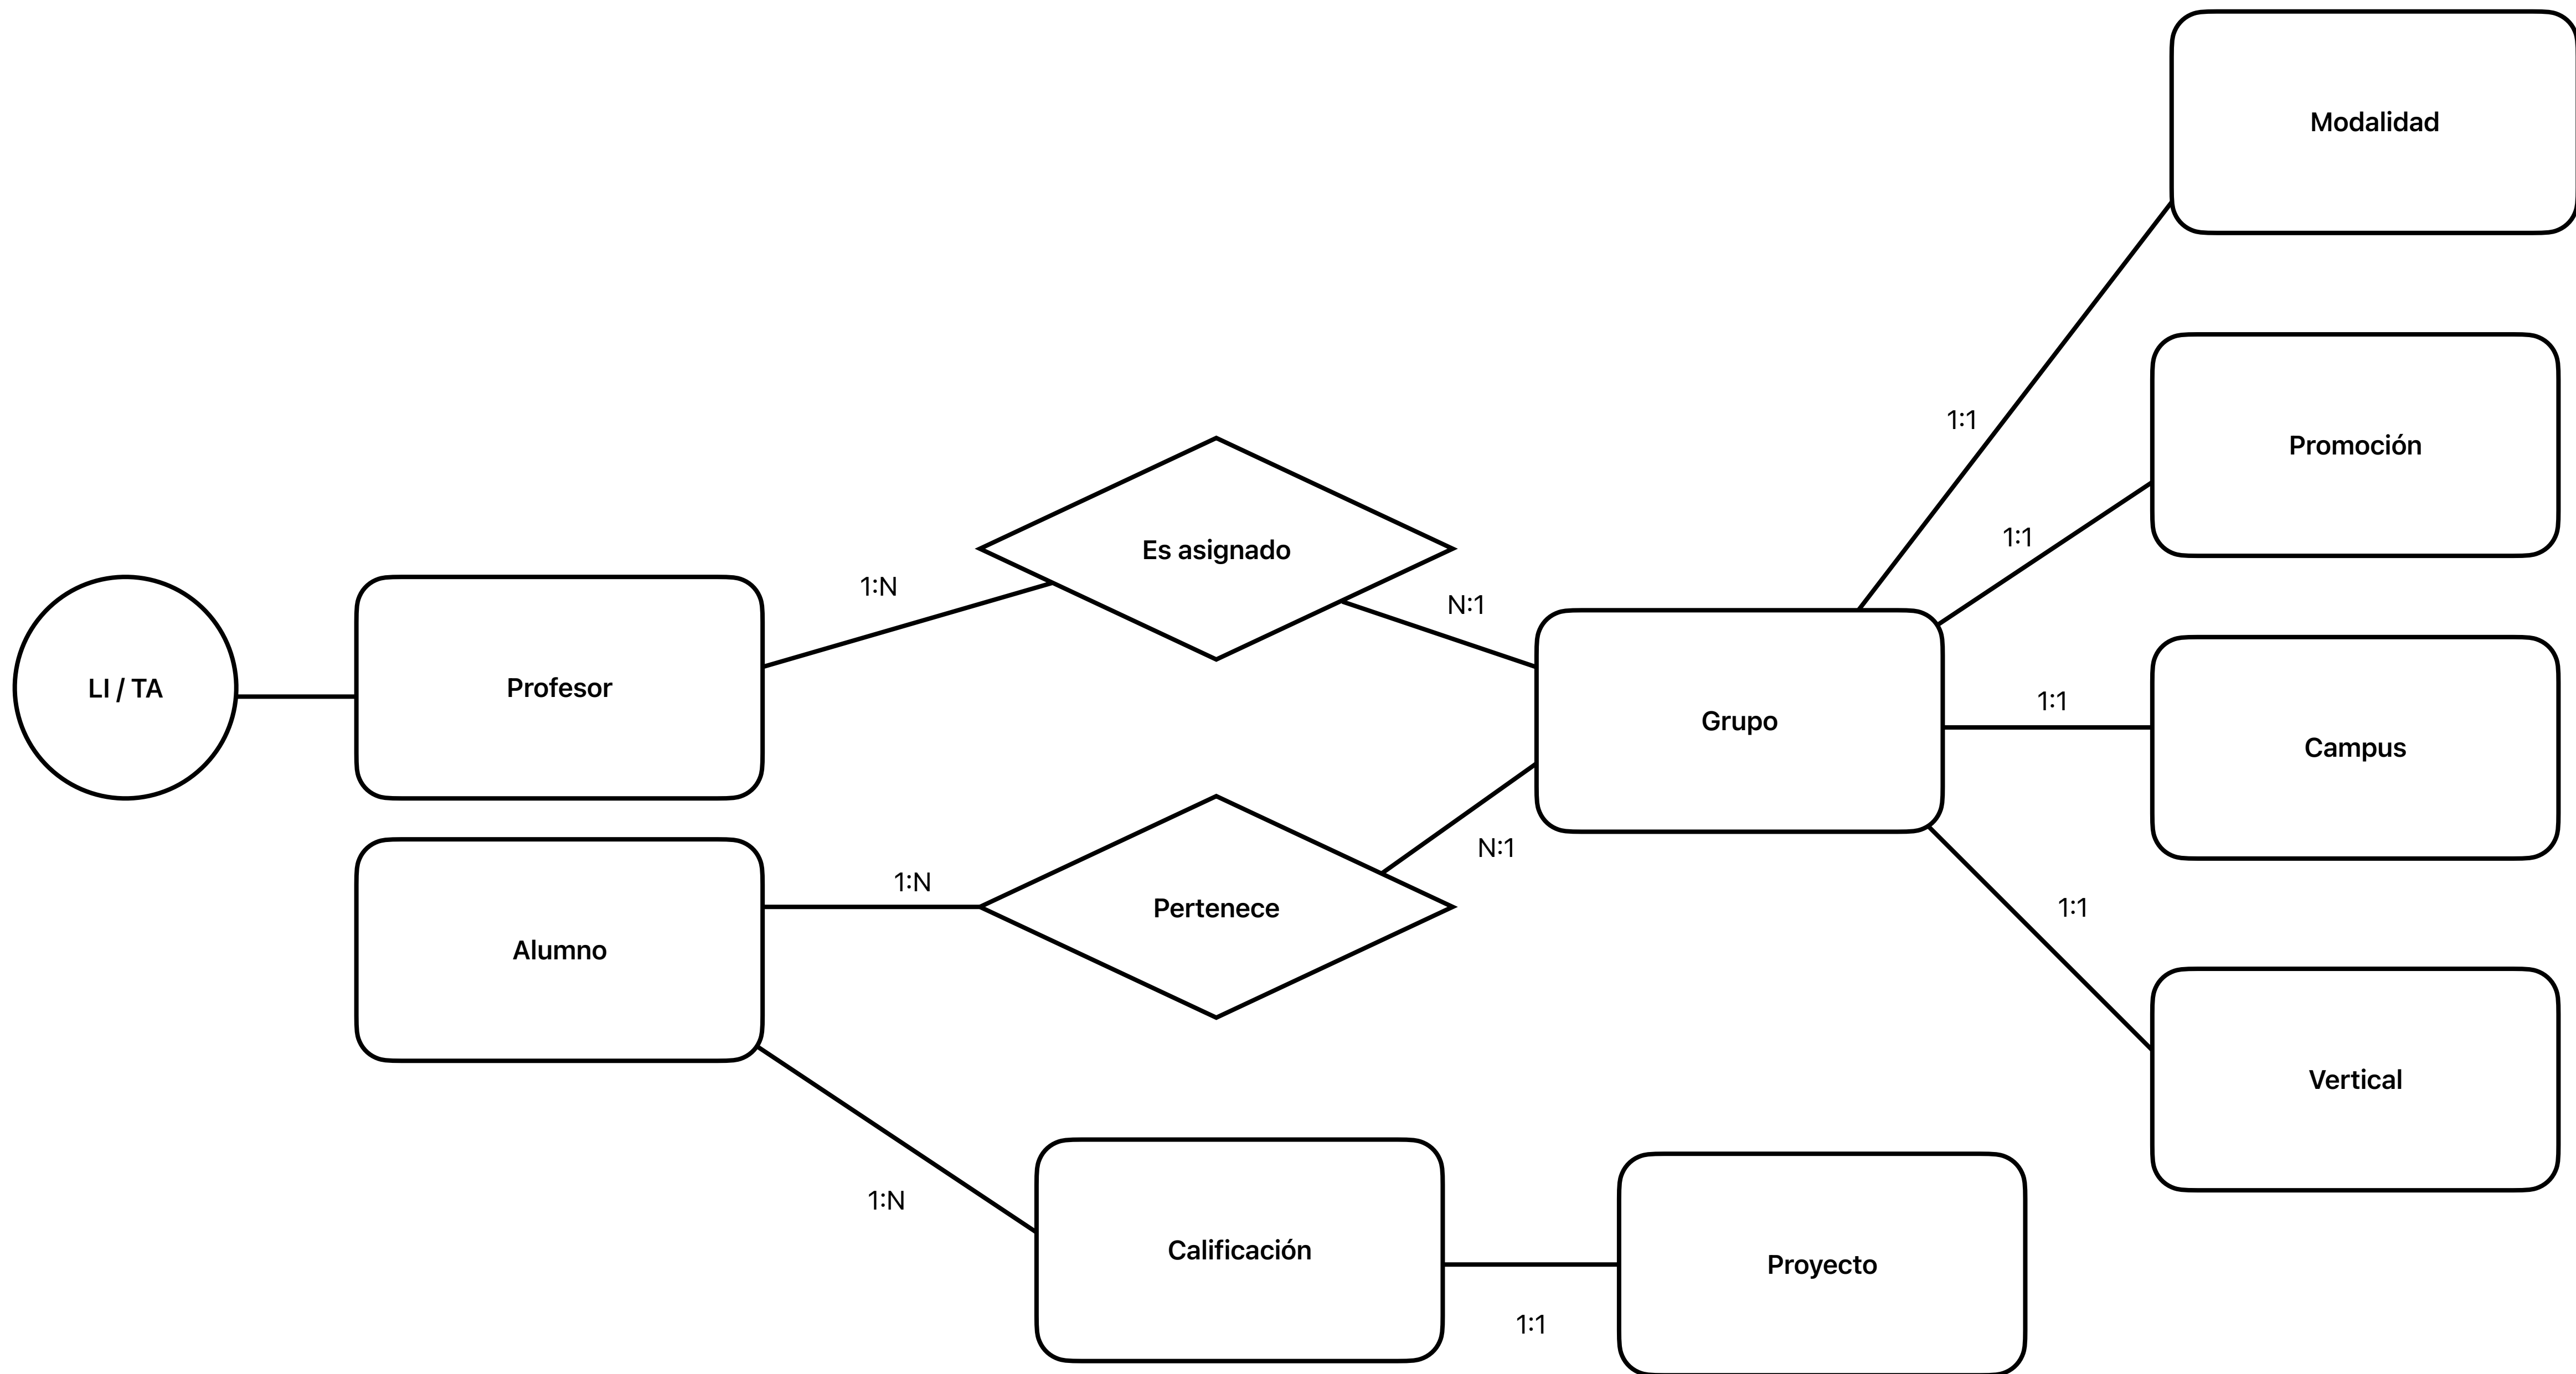 Modalidad
1:1
Promoción
Es asignado
1:1
1:N
N:1
LI / TA
Profesor
Grupo
1:1
Campus
N:1
1:N
Pertenece
1:1
Alumno
Vertical
1:N
Calificación
Proyecto
1:1